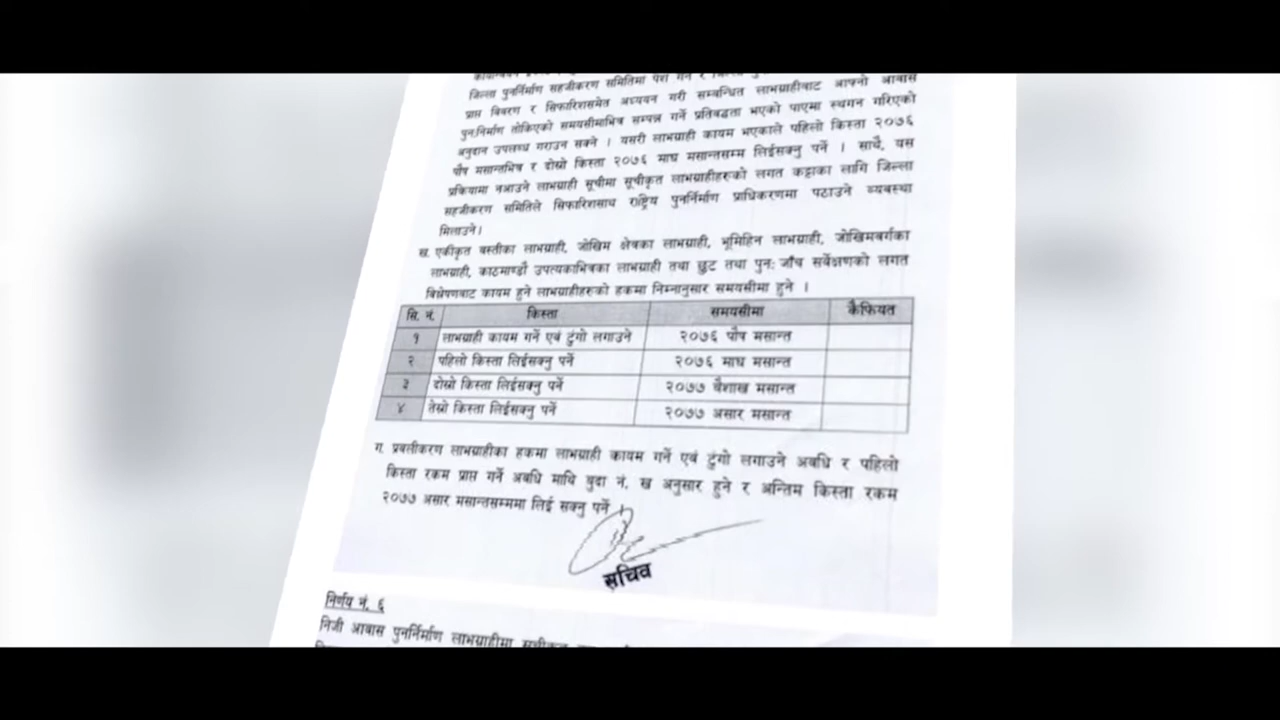 जिल्ला पुनर्निर्माण सहजीकरण समितिमा पेश गर्ने र
प्राप्त विवरण र सिफारिशसमेत अध्ययन गरी सम्बन्धित लाभग्राहीबाट आफ्नो आवास
पुनःनिर्माण तोकिएको समयसीमाभित्र सम्पन्न गर्ने प्रतिवद्धता भएको पाएमा स्थगन गरिएको
अनुदान उपलब्ध गराउन सक्ने । यसरी लाभग्राही कायम भएकाले पहिलो किस्ता २०७६
पौष मसान्तभित्र र दोस्रो किस्ता २०७६ माघ मसान्तसम्म लिईसक्नु पर्ने । साथै, यस
प्रकियामा नआउने लाभग्राही सूचीमा सूचीकृत लाभग्राहीहरूको लगत कट्टाका लागि जिल्ला
सहजीकरण समितिले सिफारिशसाथ राष्ट्रिय पुनर्निर्माण प्राधिकरणमा पठाउने व्यवस्था
मिलाउने।
ख. एकीकृत वस्तीका लाभग्राही, जोखिम क्षेत्रका लाभग्राही, भूमिहिन लाभग्राही, जोखिमवर्गका
लाभग्राही, काठमाण्डौ उपत्यकाभित्रका लाभग्राही तथा छुट तथा पुनः जाँच सर्वेक्षणको लगत
विश्लेषणबाट कायम हुने लाभग्राहीहरुको हकमा निम्नानुसार समयसीमा हुने ।
सि. नं. किस्ता समयसीमा कैफियत
१ लाभग्राही कायम गर्ने एवं टुंगो लगाउने २०७६ पौष मसान्त
२ पहिलो किस्ता लिईसक्नु पर्ने २०७६ माघ मसान्त
३ दोस्रो किस्ता लिईसक्नु पर्ने २०७७ वैशाख मसान्त
४ तेस्रो किस्ता लिईसक्नु पर्ने २०७७ असार मसान्त
ग. प्रवलीकरण लाभग्राहीका हकमा लाभग्राही कायम गर्ने एवं टुंगो लगाउने अवधि र पहिलो
किस्ता रकम प्राप्त गर्ने अवधि माथि बुदा नं. ख अनुसार हुने र अन्तिम किस्ता रकम
२०७७ असार मसान्तसम्ममा लिई सक्नु पर्ने ।
सचिव
निर्णय नं. ६
निजी आवास पुनर्निर्माण लाभग्राहीमा सूचीकृत